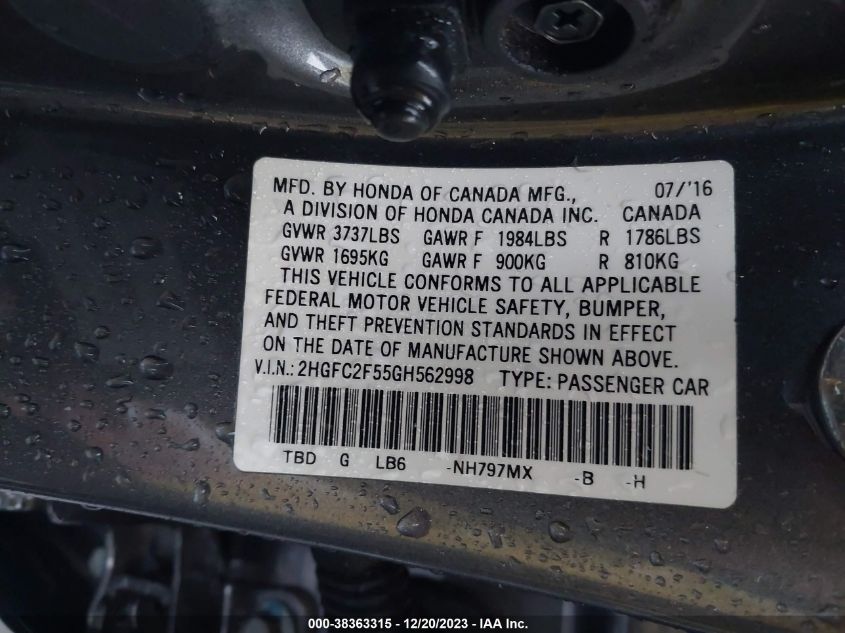 MFD. BY HONDA OF CANADA MFG., 07/'16
A DIVISION OF HONDA CANADA INC. CANADA
GVWR 3737LBS GAWR F 1984LBS R 1786LBS
GVWR 1695KG GAWR F 900KG R 810KG
THIS VEHICLE CONFORMS TO ALL APPLICABLE
FEDERAL MOTOR VEHICLE SAFETY, BUMPER,
AND THEFT PREVENTION STANDARDS IN EFFECT
ON THE DATE OF MANUFACTURE SHOWN ABOVE.
V.I.N.: 2HGFC2F55GH562998 TYPE: PASSENGER CAR
TBD G LB6 -NH797MX -B -H
000-38363315 - 12/20/2023 - IAA Inc.